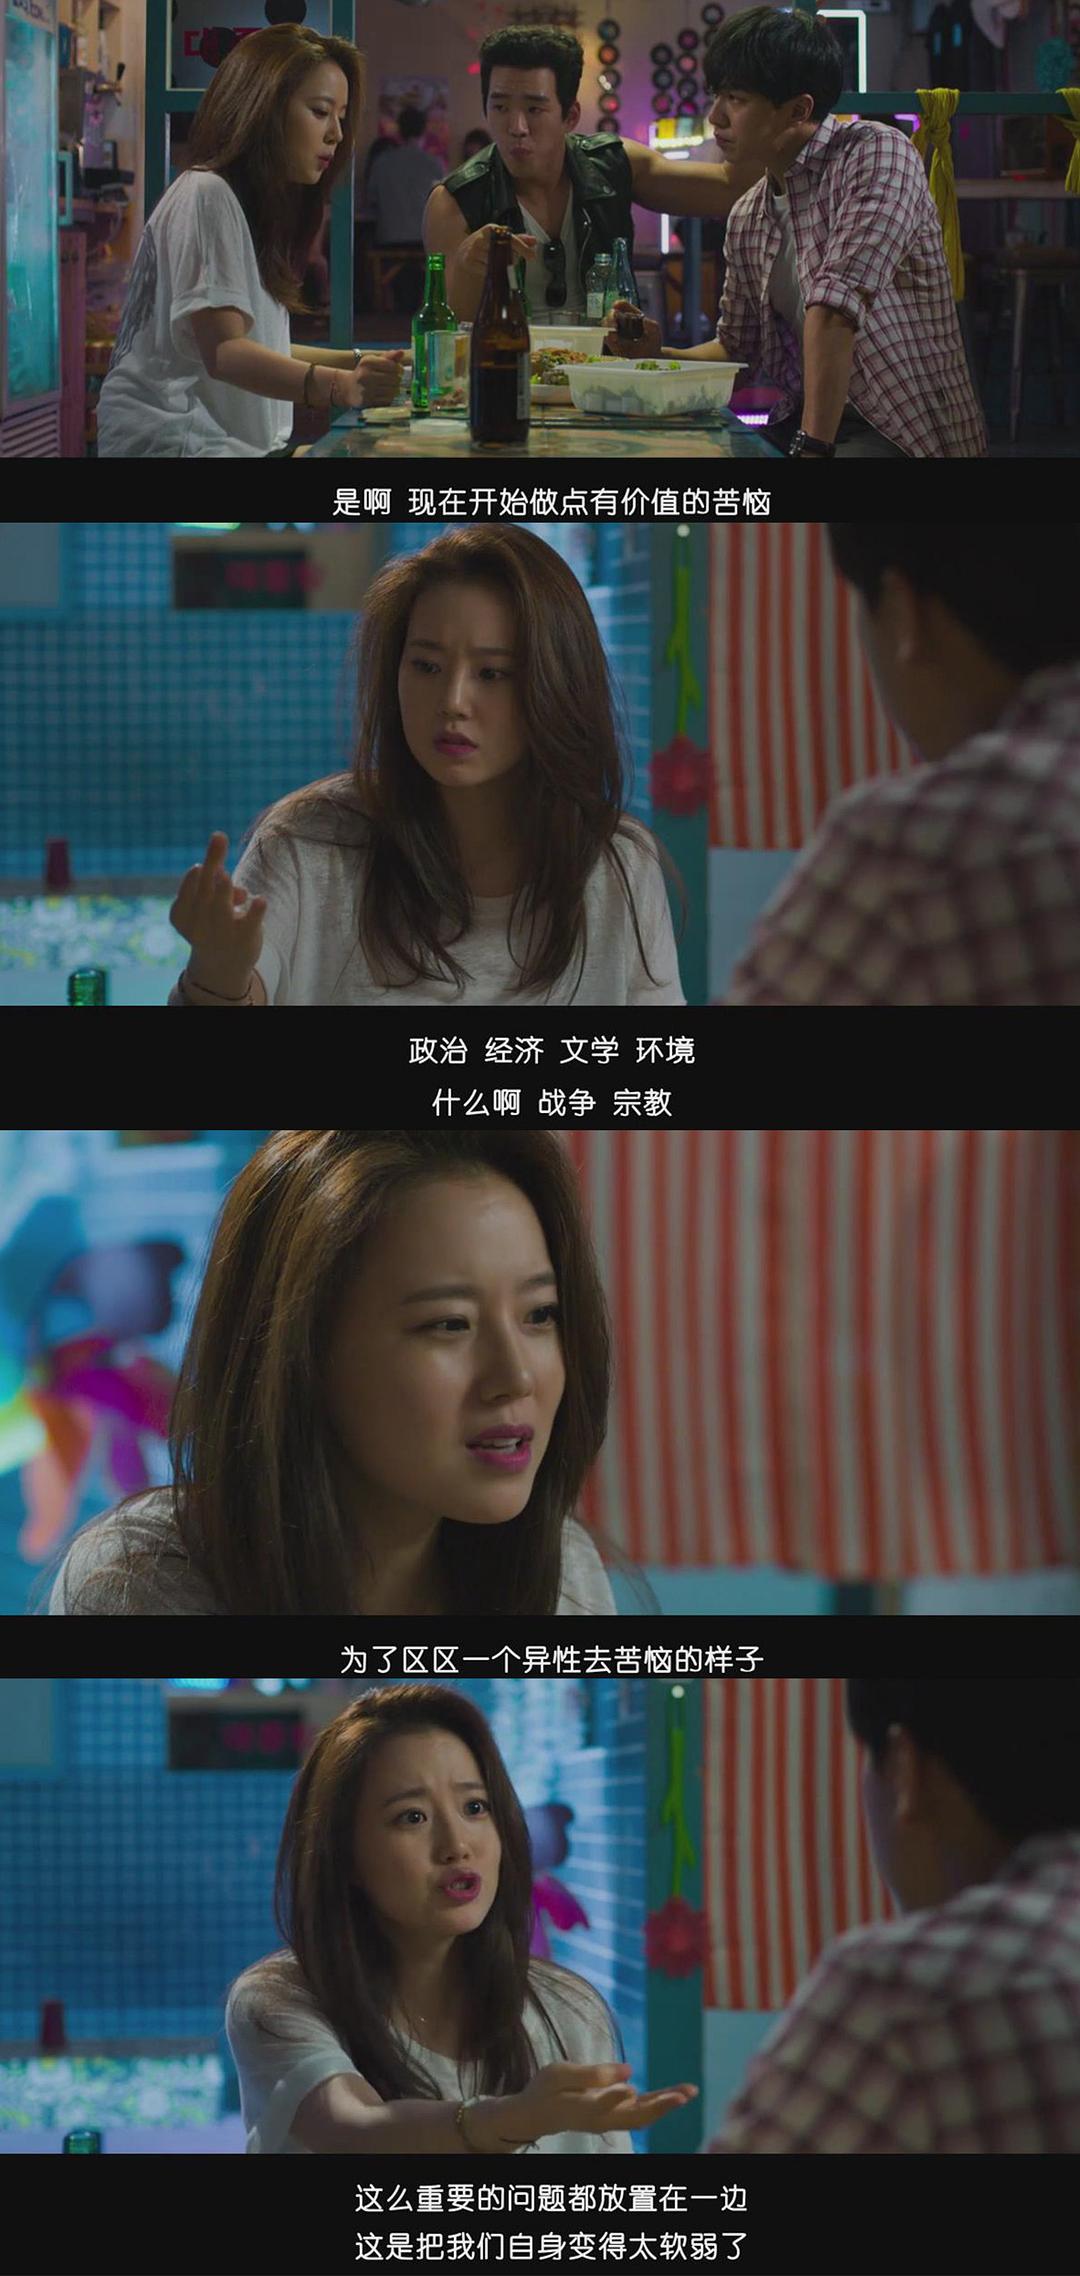 是啊 现在开始做点有价值的苦恼
政治 经济 文学 环境
什么啊 战争 宗教
为了区区一个异性去苦恼的样子
这么重要的问题都放置在一边
这是把我们自身变得太软弱了